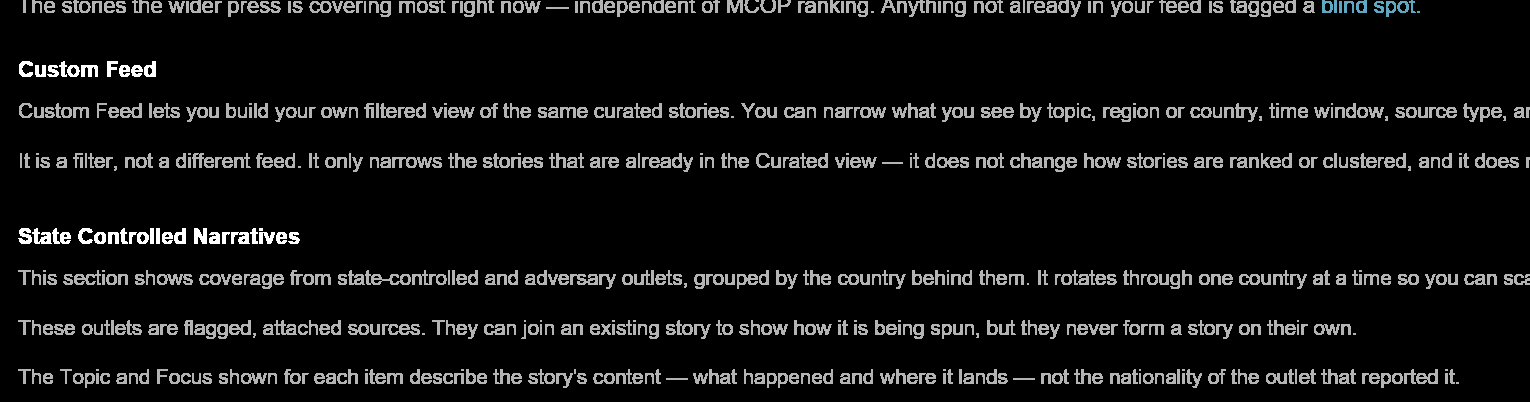 The stories the wider press is covering most right now — independent of MCOP ranking. Anything not already in your feed is tagged a blind spot.
Custom Feed
Custom Feed lets you build your own filtered view of the same curated stories. You can narrow what you see by topic, region or country, time window, source type,
It is a filter, not a different feed. It only narrows the stories that are already in the Curated view — it does not change how stories are ranked or clustered, and it does
State Controlled Narratives
This section shows coverage from state-controlled and adversary outlets, grouped by the country behind them. It rotates through one country at a time so you can
These outlets are flagged, attached sources. They can join an existing story to show how it is being spun, but they never form a story on their own.
The Topic and Focus shown for each item describe the story's content — what happened and where it lands — not the nationality of the outlet that reported it.